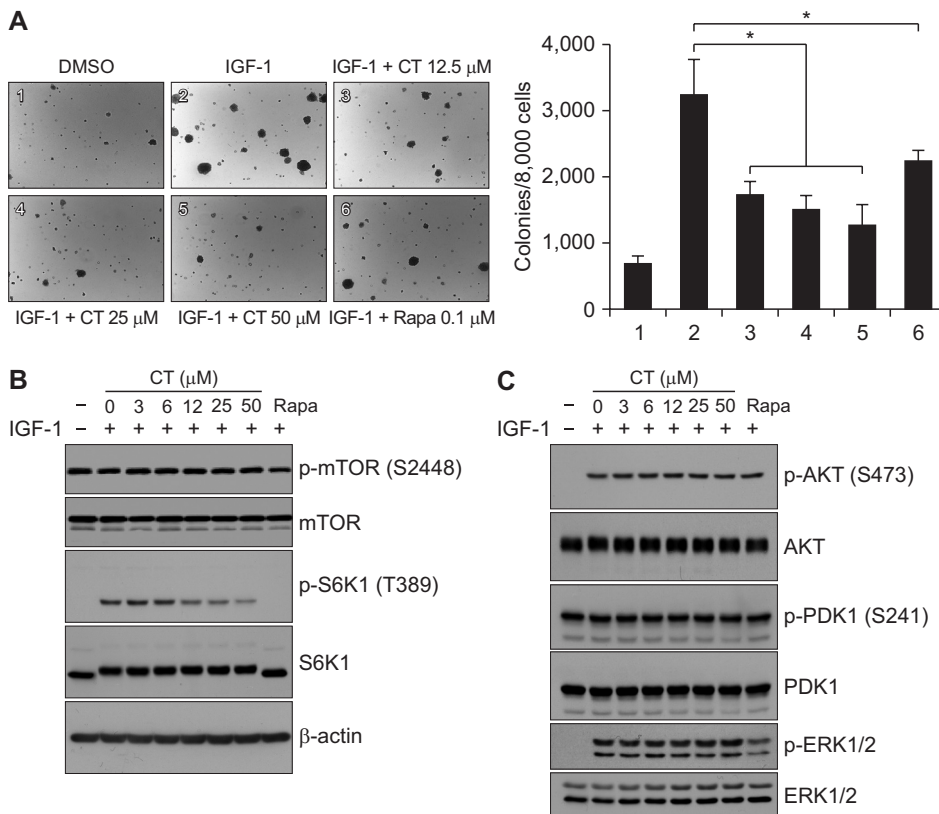 A
DMSO
IGF-1
IGF-1 + CT 12.5 μM
1
2
3
4
5
6
IGF-1 + CT 25 μM
IGF-1 + CT 50 μM
IGF-1 + Rapa 0.1 μM
Colonies/8,000 cells
4,000
3,000
2,000
1,000
0
*
*
1 2 3 4 5 6
B
CT (μM)
– 0 3 6 12 25 50 Rapa
IGF-1 – + + + + + + +
p-mTOR (S2448)
mTOR
p-S6K1 (T389)
S6K1
β-actin
C
CT (μM)
– 0 3 6 12 25 50 Rapa
IGF-1 – + + + + + + +
p-AKT (S473)
AKT
p-PDK1 (S241)
PDK1
p-ERK1/2
ERK1/2